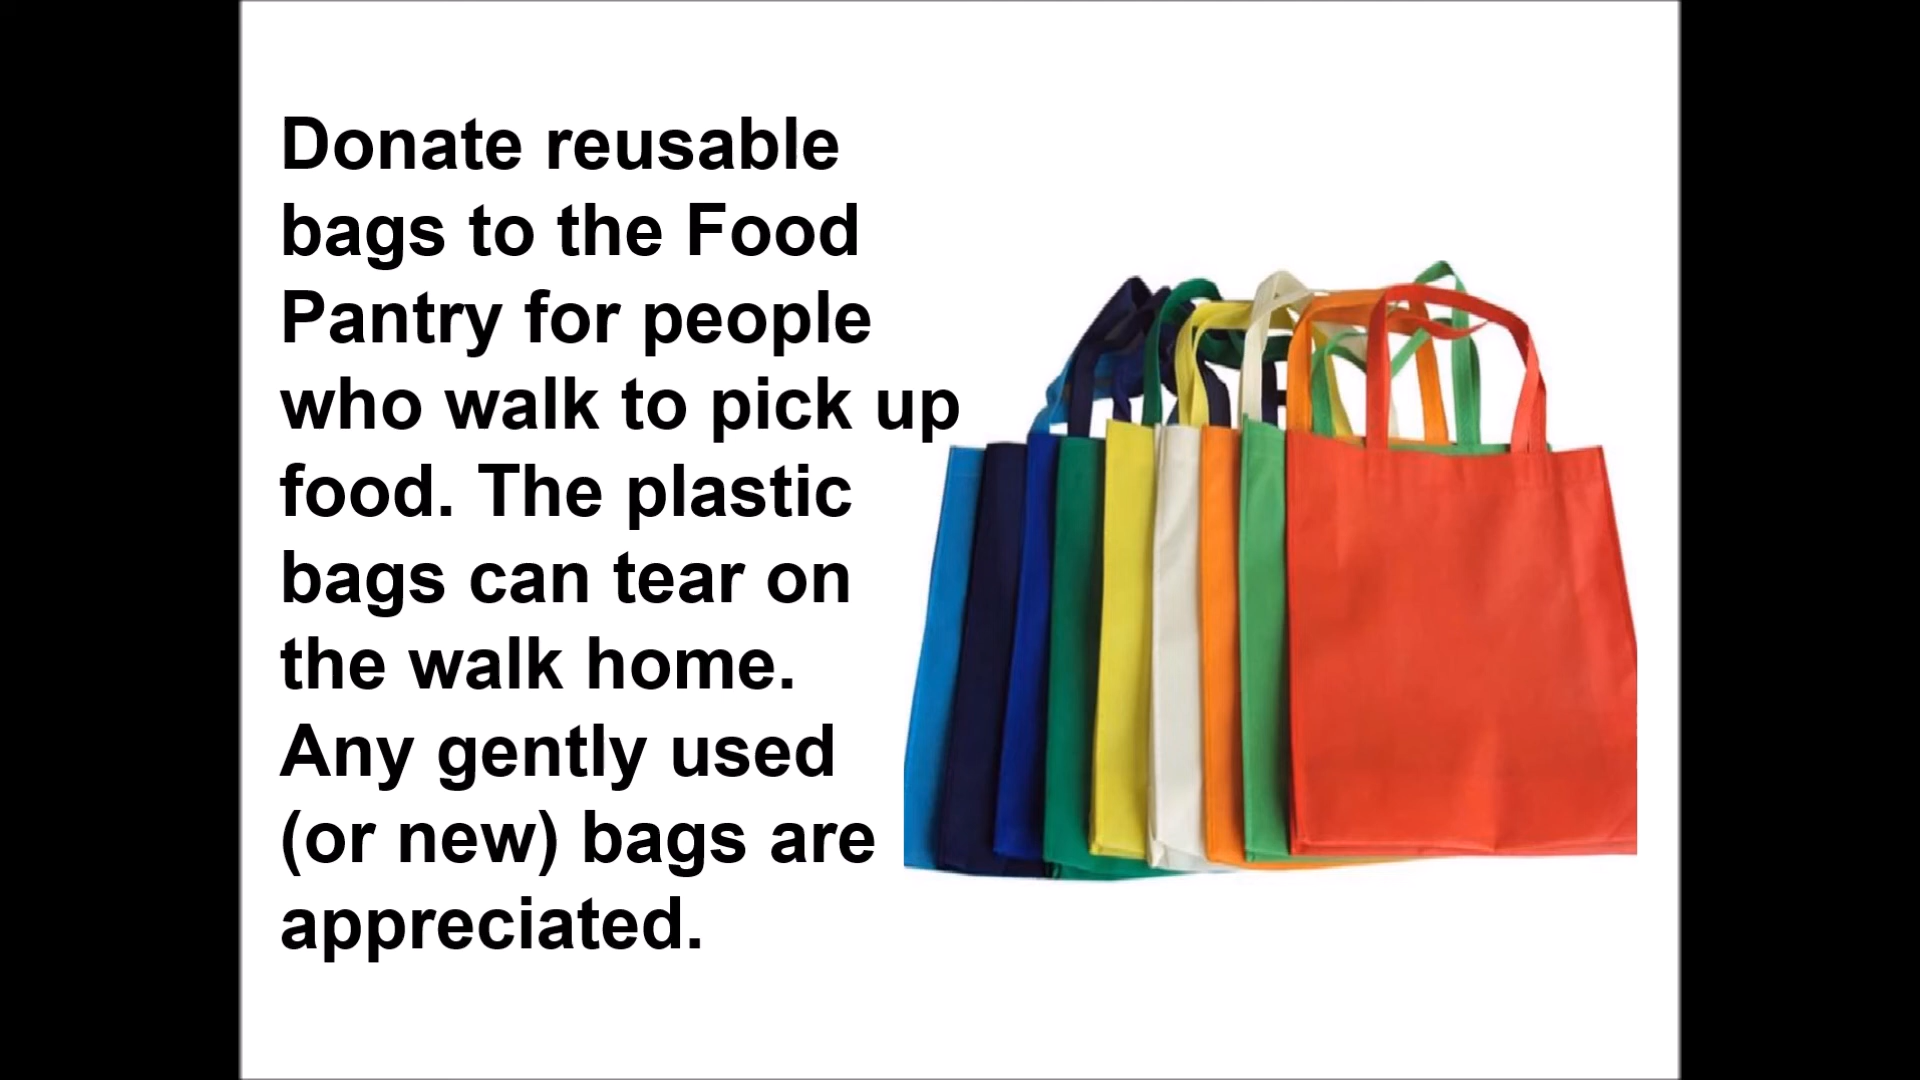 Donate reusable
bags to the Food
Pantry for people
who walk to pick up
food. The plastic
bags can tear on
the walk home.
Any gently used
(or new) bags are
appreciated.